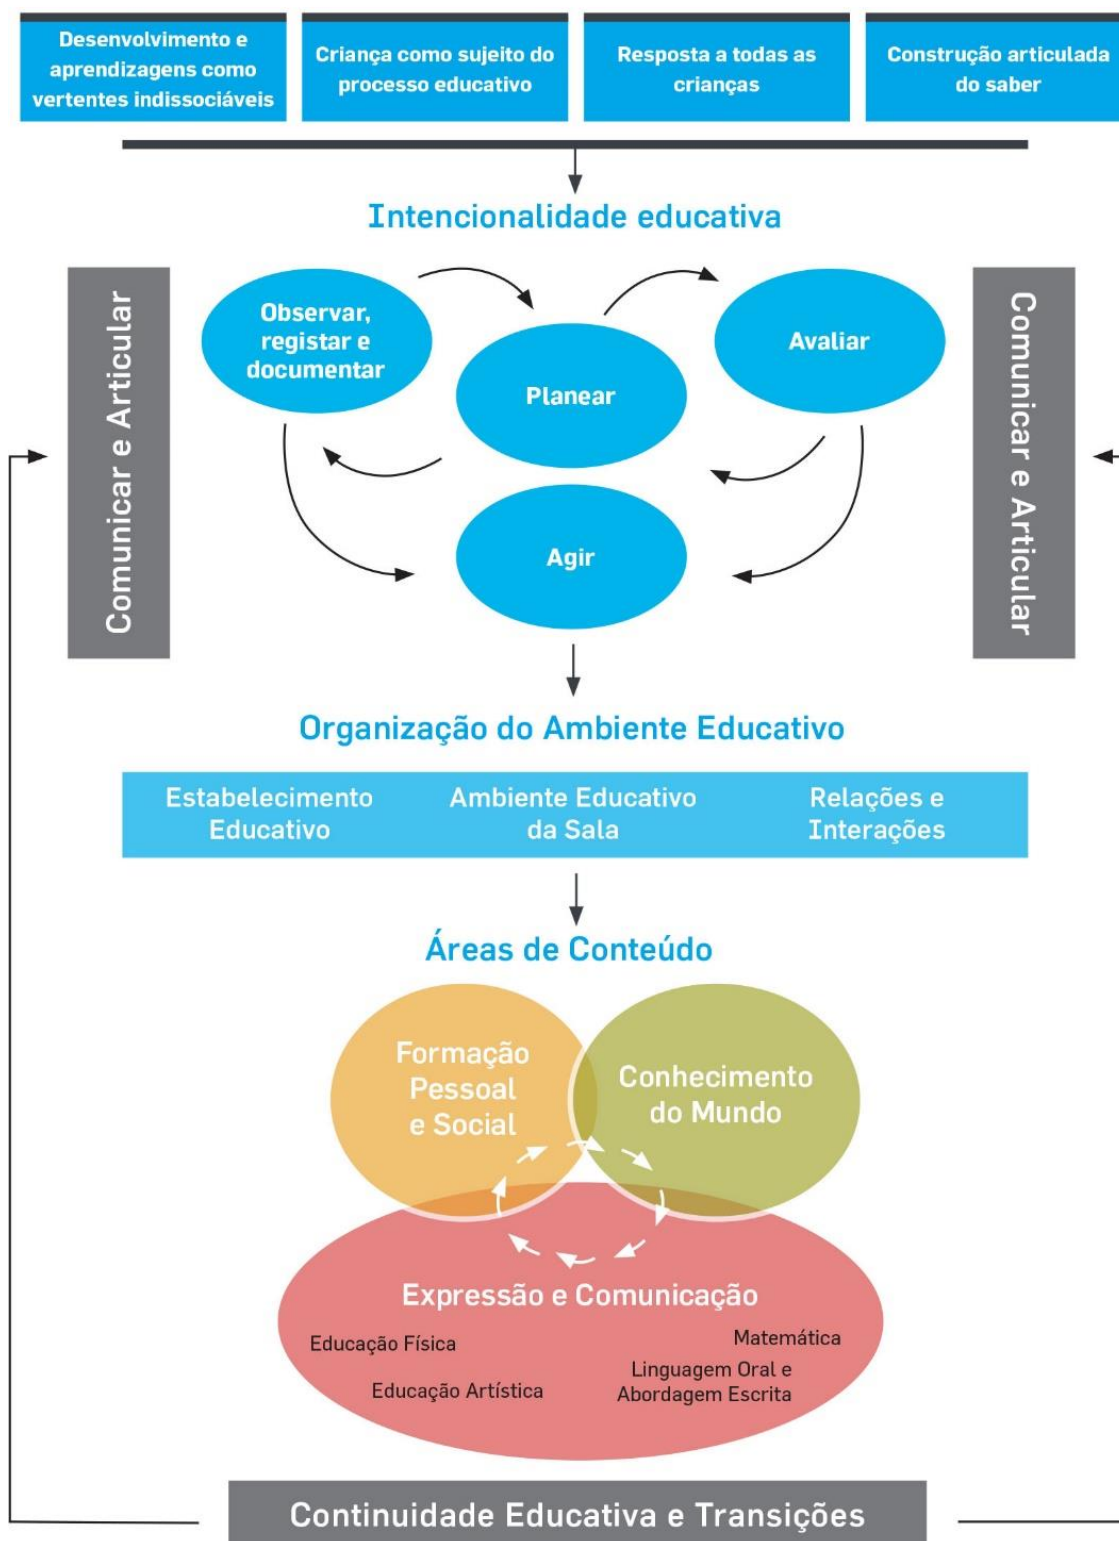 Desenvolvimento e
aprendizagens como
vertentes indissociáveis
Criança como sujeito do
processo educativo
Resposta a todas as
crianças
Construção articulada
do saber
Intencionalidade educativa
Comunicar e Articular
Observar,
registar e
documentar
Planear
Avaliar
Agir
Comunicar e Articular
Organização do Ambiente Educativo
Estabelecimento
Educativo
Ambiente Educativo
da Sala
Relações e
Interações
Áreas de Conteúdo
Formação
Pessoal
e Social
Conhecimento
do Mundo
Expressão e Comunicação
Educação Física
Educação Artística
Matemática
Linguagem Oral e
Abordagem Escrita
Continuidade Educativa e Transições